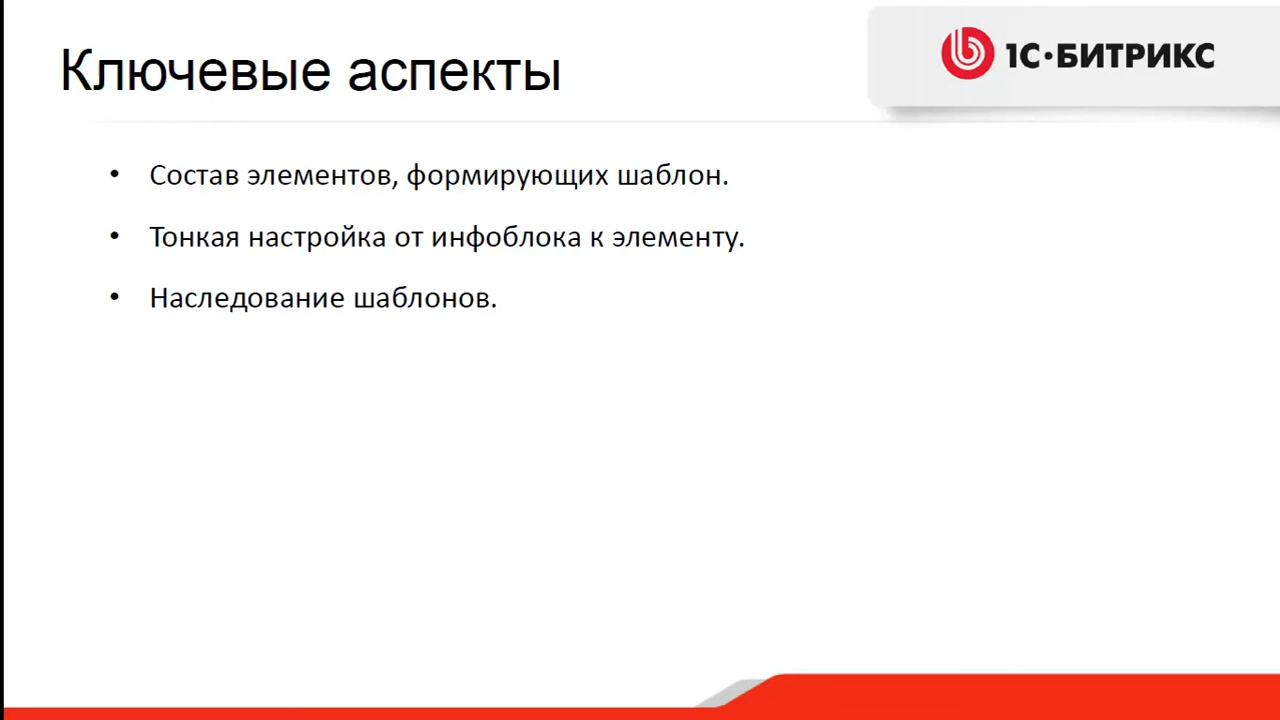 Ключевые аспекты
1С·БИТРИКС
• Состав элементов, формирующих шаблон.
• Тонкая настройка от инфоблока к элементу.
• Наследование шаблонов.